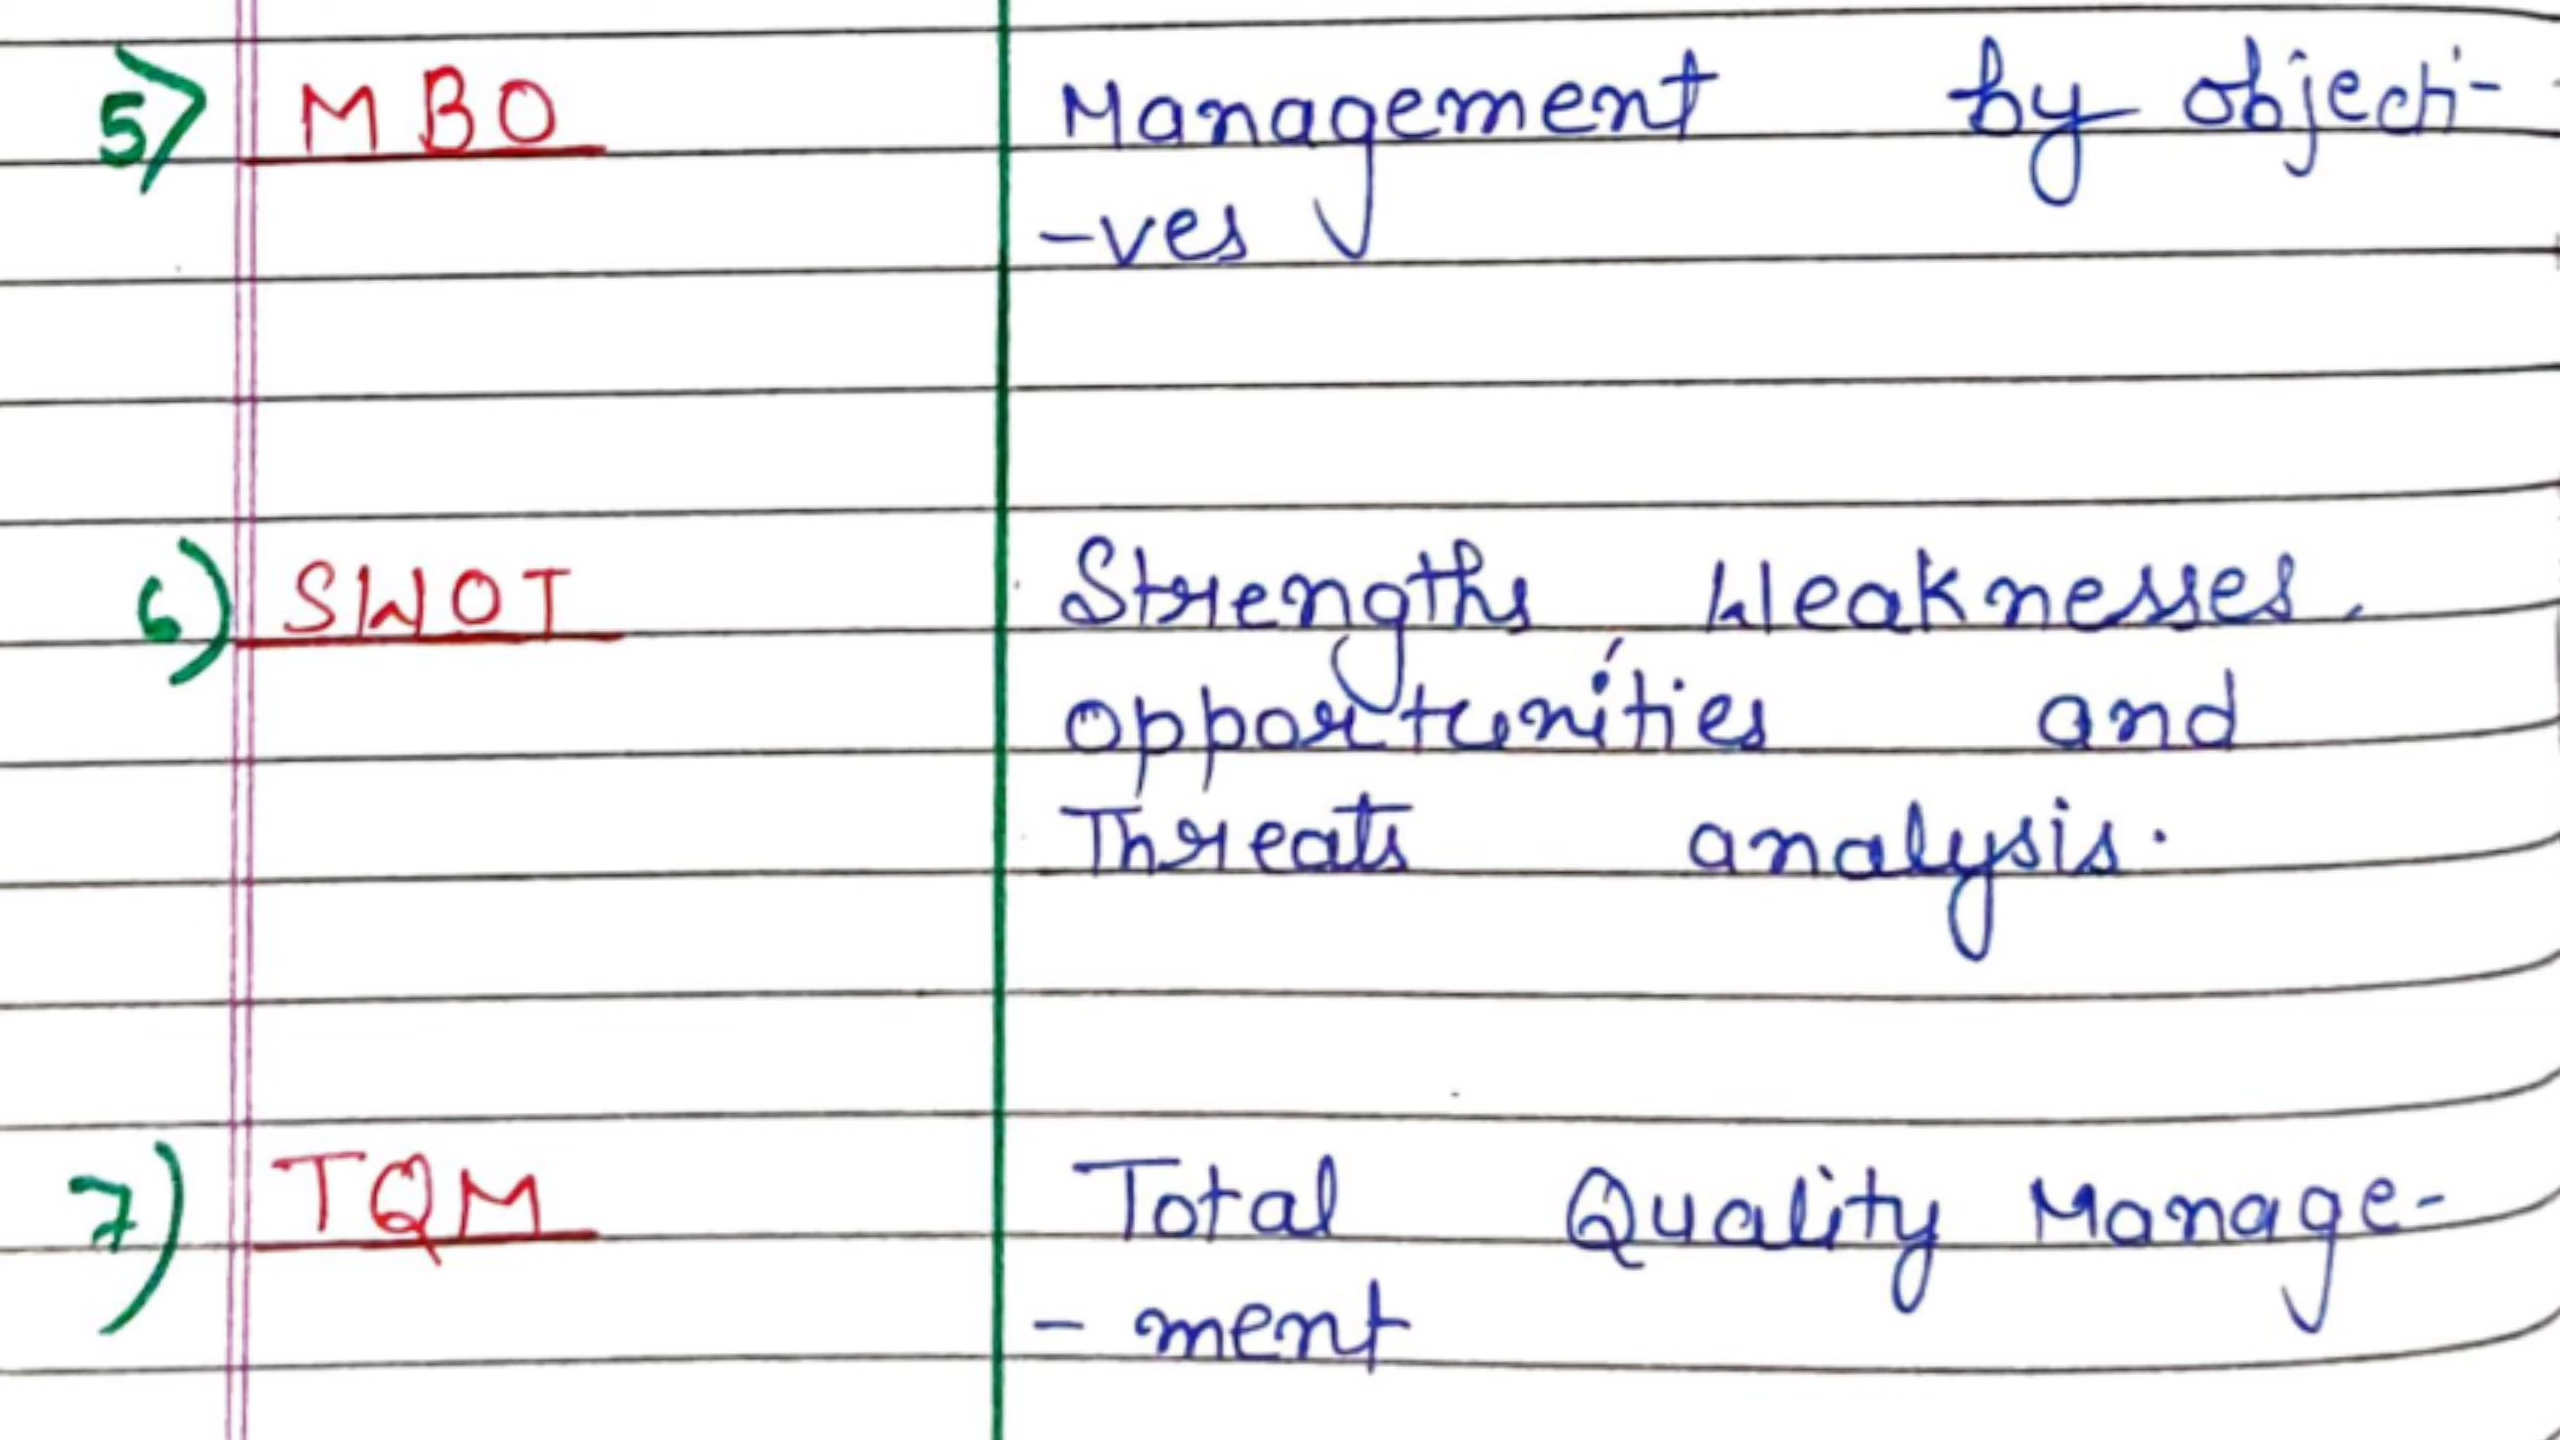 5) MBO Management by objecti-
-ves
6) SWOT Strengths, Weaknesses,
opportunities and
Threats analysis.
7) TQM Total Quality Manage-
- ment